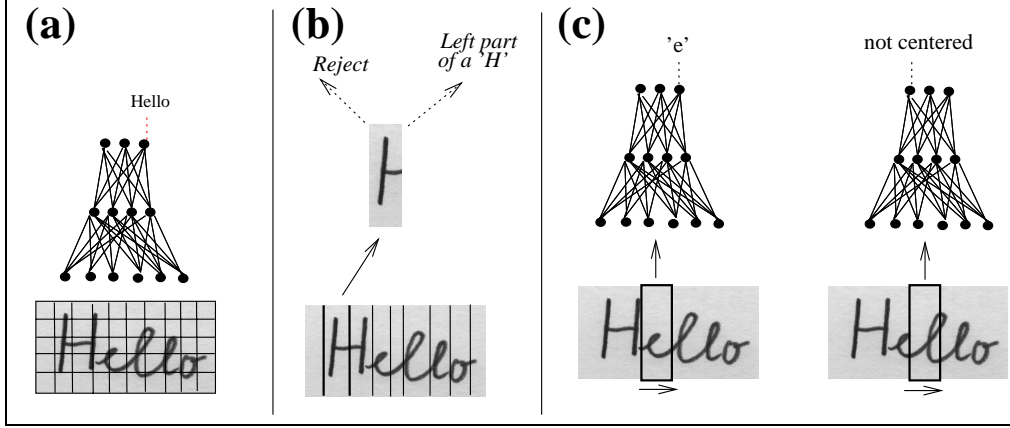 (a)
Hello
Hello
(b)
Reject
Left part
of a 'H'
H
Hello
(c)
'e'
Hello
not centered
Hello